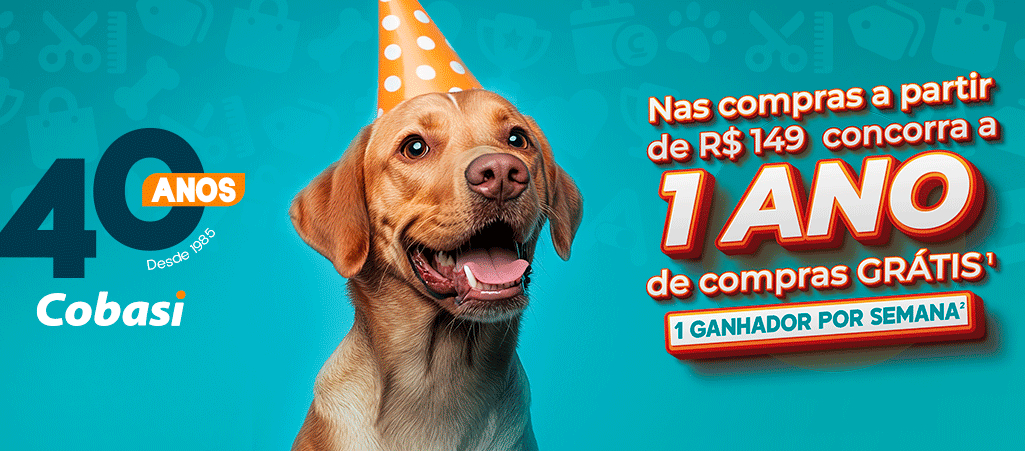 40
ANOS
Desde 1985
Cobasi
Nas compras a partir
de R$ 149 concorra a
1 ANO
de compras GRÁTIS¹
1 GANHADOR POR SEMANA²